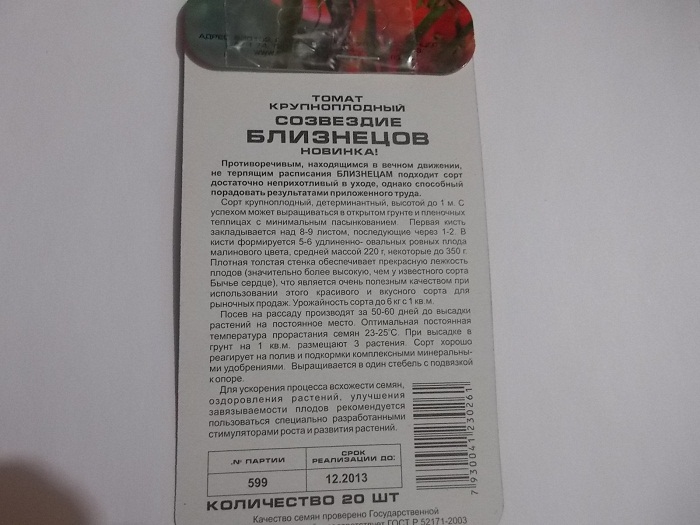 АДРЕС
ТОМАТ
КРУПНОПЛОДНЫЙ
СОЗВЕЗДИЕ
БЛИЗНЕЦОВ
НОВИНКА!
Противоречивым, находящимся в вечном движении,
не терпящим расписания БЛИЗНЕЦАМ подходит сорт
достаточно неприхотливый в уходе, однако способный
порадовать результатами приложенного труда.
Сорт крупноплодный, детерминантный, высотой до 1 м. С
успехом может выращиваться в открытом грунте и пленочных
теплицах с минимальным пасынкованием. Первая кисть
закладывается над 8-9 листом, последующие через 1-2. В
кисти формируется 5-6 удлиненно- овальных ровных плода
малинового цвета, средней массой 220 г, некоторые до 350 г.
Плотная толстая стенка обеспечивает прекрасную лежкость
плодов (значительно более высокую, чем у известного сорта
Бычье сердце), что является очень полезным качеством при
использовании этого красивого и вкусного сорта для
рыночных продаж. Урожайность сорта до 6 кг с 1 кв.м.
Посев на рассаду производят за 50-60 дней до высадки
растений на постоянное место. Оптимальная постоянная
температура прорастания семян 23-25°С. При высадке в
грунт на 1 кв.м. размещают 3 растения. Сорт хорошо
реагирует на полив и подкормки комплексными минеральны-
ми удобрениями. Выращивается в один стебель с подвязкой
к опоре.
Для ускорения процесса всхожести семян,
оздоровления растений, улучшения
завязываемости плодов рекомендуется
пользоваться специально разработанными
стимуляторами роста и развития растений.
№ ПАРТИИ
СРОК
РЕАЛИЗАЦИИ ДО:
599
12.2013
7 930041 230261
КОЛИЧЕСТВО 20 ШТ
Качество семян проверено Государственной
ГОСТ Р 52171-2003